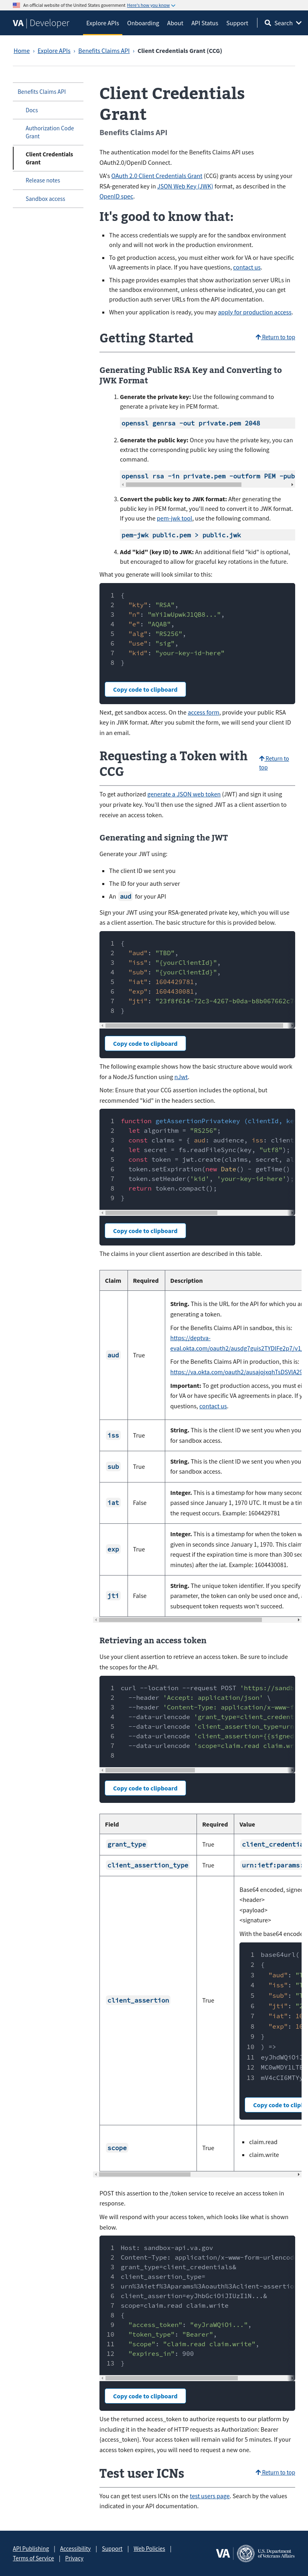 An official website of the United States government Here's how you know
VA | Developer
Explore APIs Onboarding About API Status Support Search
Home › Explore APIs › Benefits Claims API › Client Credentials Grant (CCG)
Benefits Claims API
Docs
Authorization Code
Grant
Client Credentials
Grant
Release notes
Sandbox access
Client Credentials
Grant
Benefits Claims API
The authentication model for the Benefits Claims API uses
OAuth2.0/OpenID Connect.
VA's OAuth 2.0 Client Credentials Grant (CCG) grants access by using your
RSA-generated key in JSON Web Key (JWK) format, as described in the
OpenID spec.
It's good to know that:
The access credentials we supply are for the sandbox environment
only and will not work in production.
To get production access, you must either work for VA or have specific
VA agreements in place. If you have questions, contact us.
This page provides examples that show authorization server URLs in
the sandbox environment, unless otherwise indicated, you can get
production auth server URLs from the API documentation.
When your application is ready, you may apply for production access.
Getting Started
Return to top
Generating Public RSA Key and Converting to
JWK Format
1. Generate the private key: Use the following command to
generate a private key in PEM format.
openssl genrsa -out private.pem 2048
2. Generate the public key: Once you have the private key, you can
extract the corresponding public key using the following
command.
openssl rsa -in private.pem -outform PEM -pub
3. Convert the public key to JWK format: After generating the
public key in PEM format, you'll need to convert it to JWK format.
If you use the pem-jwk tool, use the following command.
pem-jwk public.pem > public.jwk
4. Add "kid" (key ID) to JWK: An additional field "kid" is optional,
but encouraged to allow for graceful key rotations in the future.
What you generate will look similar to this:
1 {
2 "kty": "RSA",
3 "n": "mYi1wUpwkJ1QB8...",
4 "e": "AQAB",
5 "alg": "RS256",
6 "use": "sig",
7 "kid": "your-key-id-here"
8 }
Copy code to clipboard
Next, get sandbox access. On the access form, provide your public RSA
key in JWK format. After you submit the form, we will send your client ID
in an email.
Requesting a Token with
CCG
Return to
top
To get authorized generate a JSON web token (JWT) and sign it using
your private key. You'll then use the signed JWT as a client assertion to
receive an access token.
Generating and signing the JWT
Generate your JWT using:
The client ID we sent you
The ID for your auth server
An aud for your API
Sign your JWT using your RSA-generated private key, which you will use
as a client assertion. The following example shows the basic structure.
1 {
2 "aud": "TBD",
3 "iss": "{yourClientId}",
4 "sub": "{yourClientId}",
5 "iat": 1604429781,
6 "exp": 1604430081,
7 "jti": "23f8f614-72c3-4267-b0da-b8b067662c7
8 }
Copy code to clipboard
The following example shows how the basic structure above would work
for a NodeJS function using nJwt.
Note: Ensure that your CCG assertion includes the optional, but
recommended "kid" in the header.
1 function getAssertionPrivatekey (clientId, ke
2 let algorithm = "RS256";
3 const claims = { aud: audience, iss: clien
4 let secret = fs.readFileSync(key, "utf8");
5 const token = jwt.create(claims, secret, al
6 token.setExpiration(new Date() - getTime()
7 token.setHeader('kid', 'your-key-id-here')
8 return token.compact();
9 }
Copy code to clipboard
The claims in your client assertion are described in this table.
Claim Required Description
aud True String. This is the URL for the API for which you a
generating a token.
For the Benefits Claims API in sandbox, this is:
https://deptva-
For the Benefits Claims API in production, this is:
Important: To get production access, you must e
for VA or have specific VA agreements in place. If
questions, contact us.
iss True String. This is the client ID we sent you when you
for sandbox access.
sub True String. This is the client ID we sent you when you
for sandbox access.
iat False Integer. This is a timestamp for how many secon
passed since January 1, 1970 UTC. It must be a ti
the request occurs. Example: 1604429781
exp True Integer. This is a timestamp for when the token w
given in seconds since January 1, 1970. This claim
request if the expiration time is more than 300 se
minutes) after the iat. Example: 1604430081.
jti False String. The unique token identifier. If you specify
parameter, the token can only be used once and,
subsequent token requests won't succeed.
Retrieving an access token
Use your client assertion to retrieve an access token. Be sure to include
the scopes for the API.
1 curl --location --request POST 'https://sandb
2 --header 'Accept: application/json' \
3 --header 'Content-Type: application/x-www-f
4 --data-urlencode 'grant_type=client_credent
5 --data-urlencode 'client_assertion_type=urn
6 --data-urlencode 'client_assertion={{signed
7 --data-urlencode 'scope=claim.read claim.w
8
Copy code to clipboard
Field Required Value
grant_type True client_credentia
client_assertion_type True urn:ietf:params:
client_assertion True
Base64 encoded, signe
<header>
<payload>
<signature>
With the base64 encode
1 base64url(
2 {
3 "aud": "
4 "iss": "
5 "sub": "
6 "jti": "
7 "iat": 1
8 "exp": 1
9 }
10 ) =>
11 eyJhdWQiOiJ
12 MC0wMDY1LTE
13 mV4cCI6MTYy
Copy code to clip
scope True
claim.read
claim.write
POST this assertion to the /token service to receive an access token in
response.
We will respond with your access token, which looks like what is shown
below.
1 Host: sandbox-api.va.gov
2 Content-Type: application/x-www-form-urlencod
3 grant_type=client_credentials&
4 client_assertion_type=
5 urn%3Aietf%3Aparams%3Aoauth%3Aclient-assertio
6 client_assertion=eyJhbGciOiJIUzI1N...&
7 scope=claim.read claim.write
8 {
9 "access_token": "eyJraWQiOi...",
10 "token_type": "Bearer",
11 "scope": "claim.read claim.write",
12 "expires_in": 900
13 }
Copy code to clipboard
Use the returned access_token to authorize requests to our platform by
including it in the header of HTTP requests as Authorization: Bearer
{access_token}. Your access token will remain valid for 5 minutes. If your
access token expires, you will need to request a new one.
Test user ICNs
Return to top
You can get test users ICNs on the test users page. Search by the values
indicated in your API documentation.
API Publishing | Accessibility | Support | Web Policies |
Terms of Service | Privacy
VA | U.S. Department
of Veterans Affairs